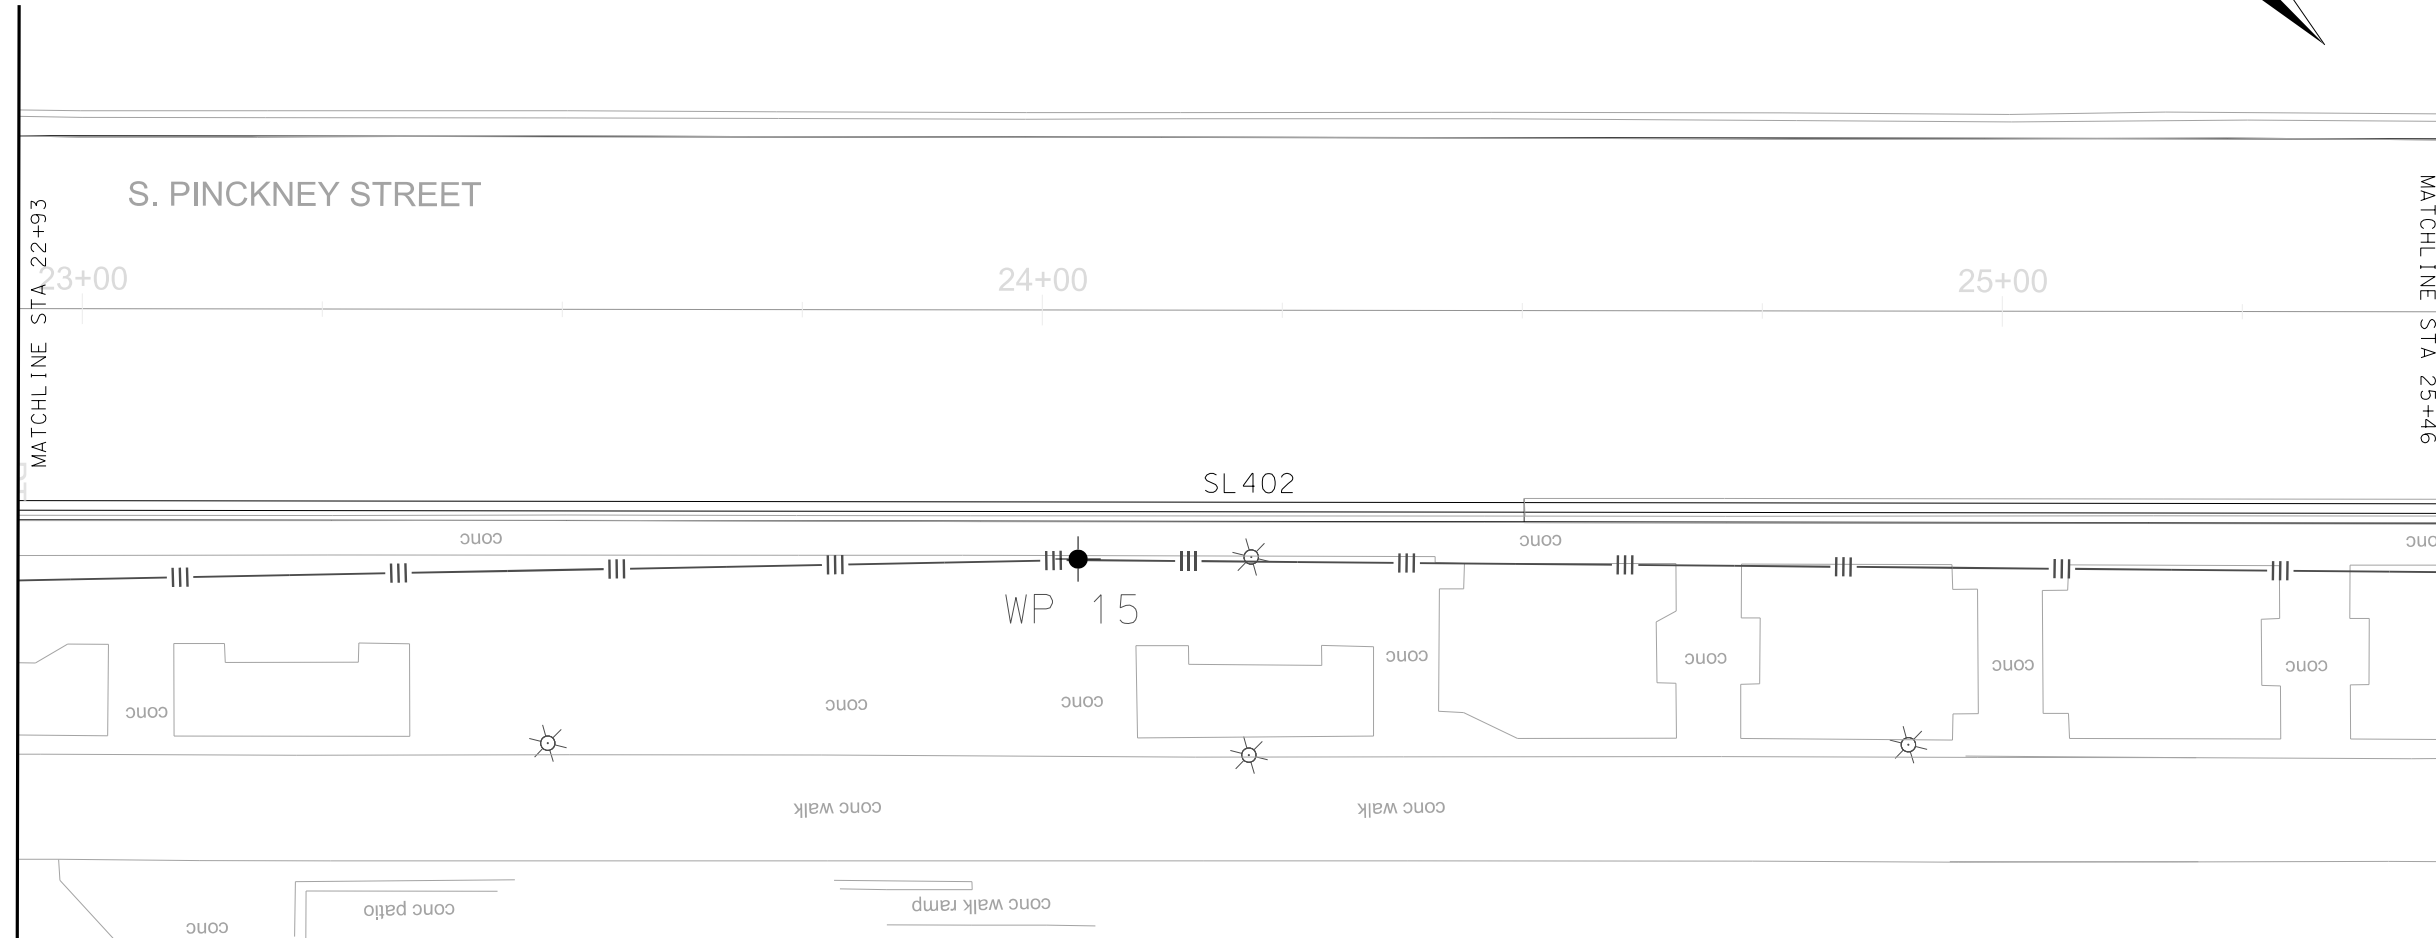 S. PINCKNEY STREET
MATCHLINE STA 22+93
23+00
24+00
25+00
MATCHLINE STA 25+46
SL402
conc
conc
conc
WP 15
conc
conc
conc
conc
conc
conc
conc
conc walk
conc walk
conc patio
conc walk ramp
conc